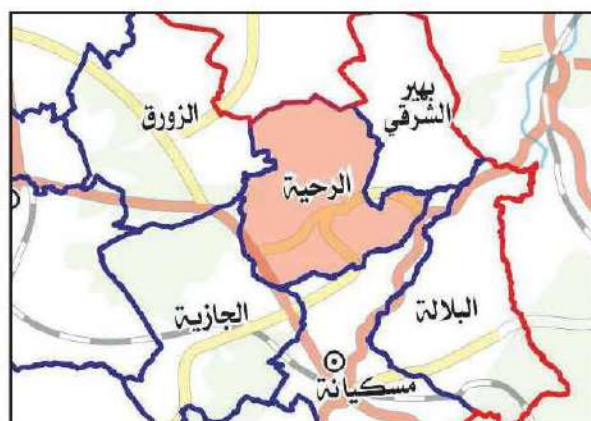 بهير
الشرقي
الزورق
الرحية
الجازية
البلالة
مسكيانة